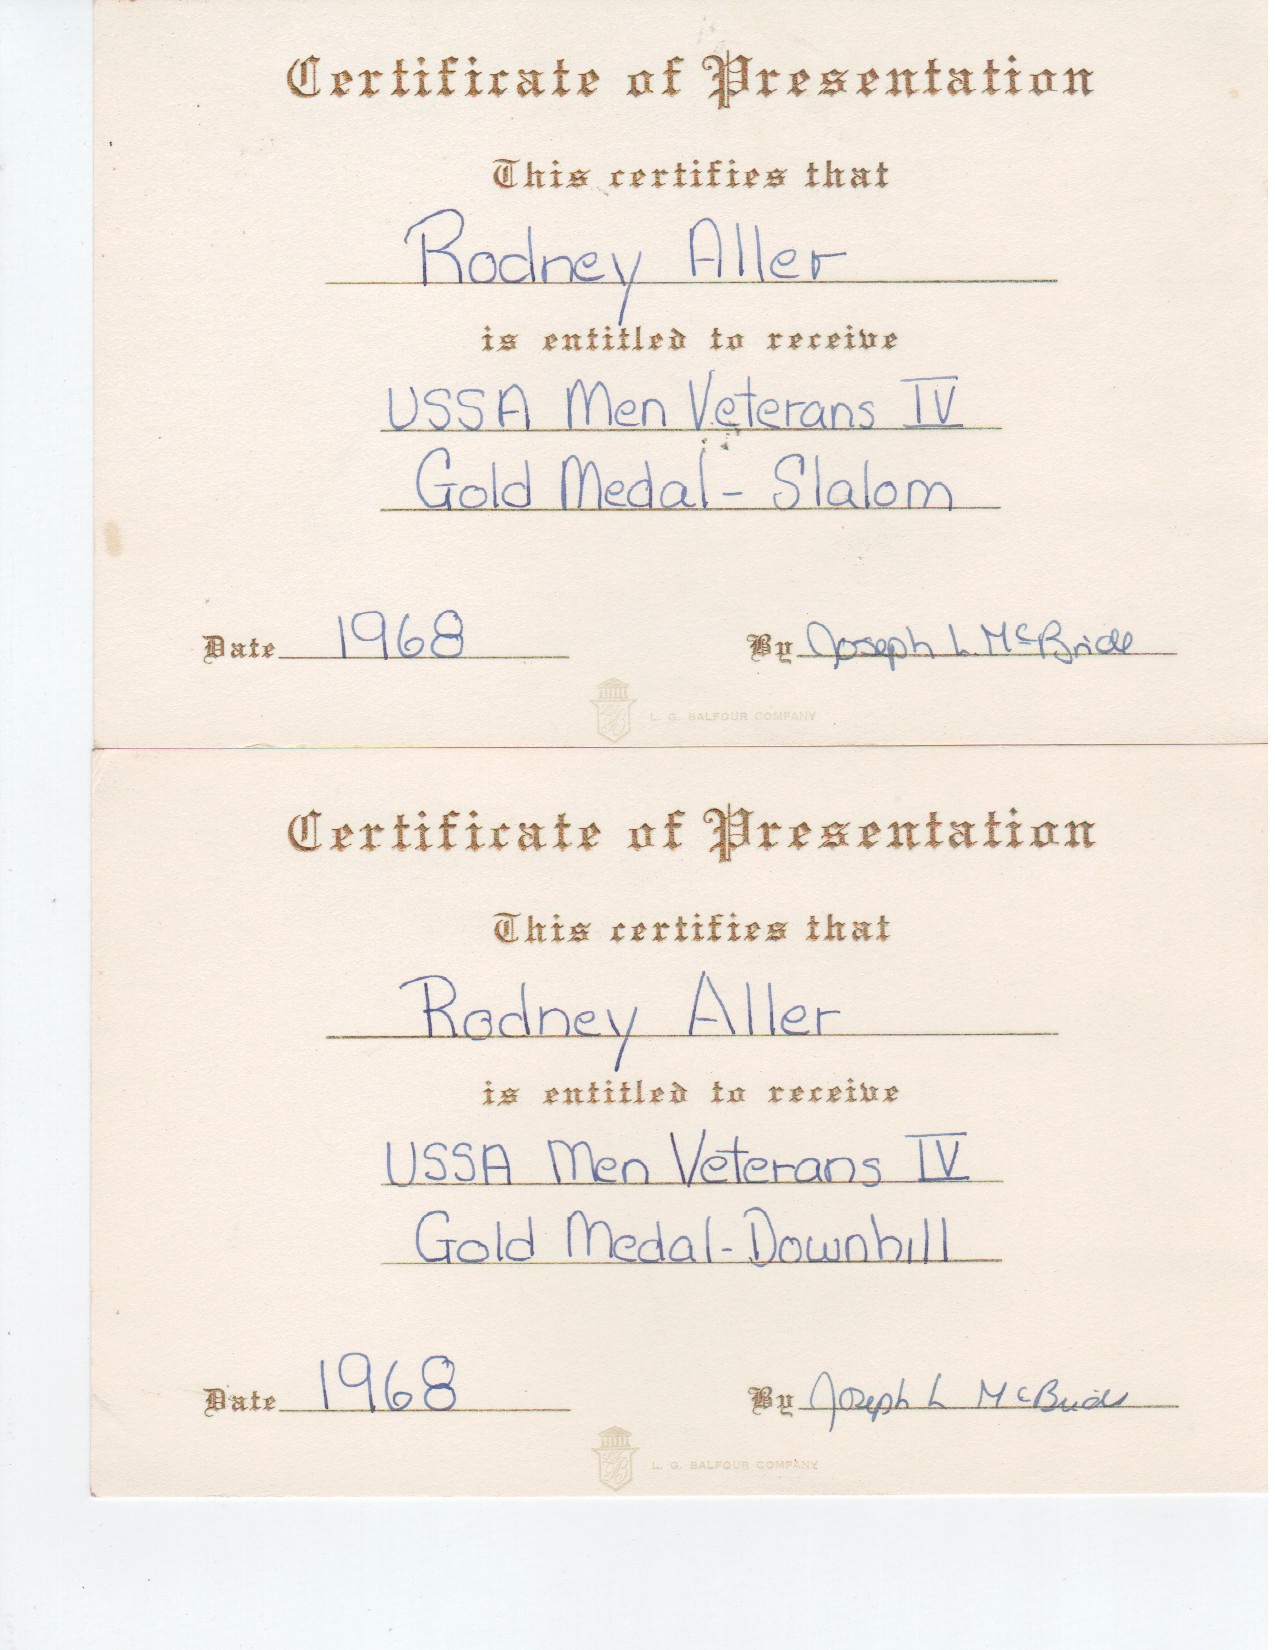 Certificate of Presentation
This certifies that
Rodney Aller
is entitled to receive
USSA Men Veterans IV
Gold Medal - Slalom
Date 1968 By Joseph L. McBride
L. G. BALFOUR COMPANY
Certificate of Presentation
This certifies that
Rodney Aller
is entitled to receive
USSA Men Veterans IV
Gold Medal - Downhill
Date 1968 By Joseph L McBride
L. G. BALFOUR COMPANY